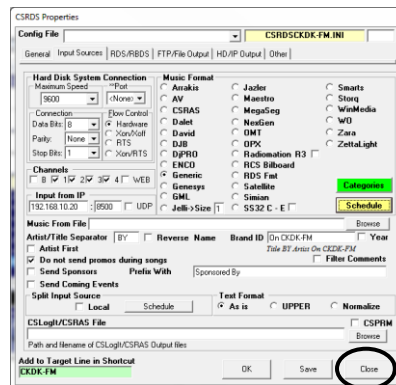 CSRDS Properties
Config File CSRDSCKDK-FM.INI
General Input Sources RDS/RBDS FTP/File Output HD/IP Output Other
Hard Disk System Connection
Maximum Speed **Port
9600 <None>
Connection Flow Control
Data Bits: 8 Hardware
Xon/Xoff
Parity: None RTS
Stop Bits: 1 Xon/RTS
Channels
B 1 2 3 4 WEB
Input from IP
192.168.10.20 : 8500 UDP
Music Format
Arrakis Jazler Smarts
AV Maestro Storq
CSRAS MegaSeg WinMedia
Dalet NexGen WO
David OMT Zara
DJB OPX ZettaLight
DjPRO Radiomation R3
ENCO RCS Billboard
Generic RDS Fmt
Genesys Satellite
GML Simian
Jelli->Size 1 SS32 C - E
Categories
Schedule
Music From File Browse
Artist/Title Separator BY Reverse Name Brand ID On CKDK-FM Year
Artist First Title BY Artist On CKDK-FM
Do not send promos during songs Filter Comments
Send Sponsors Prefix With Sponsored By
Send Coming Events
Split Input Source Text Format
Local Schedule As is UPPER Normalize
CSLogIt/CSRAS File CSPRM
Browse
Path and filename of CSLogIt/CSRAS Output files
Add to Target Line in Shortcut
CKDK-FM OK Save Close